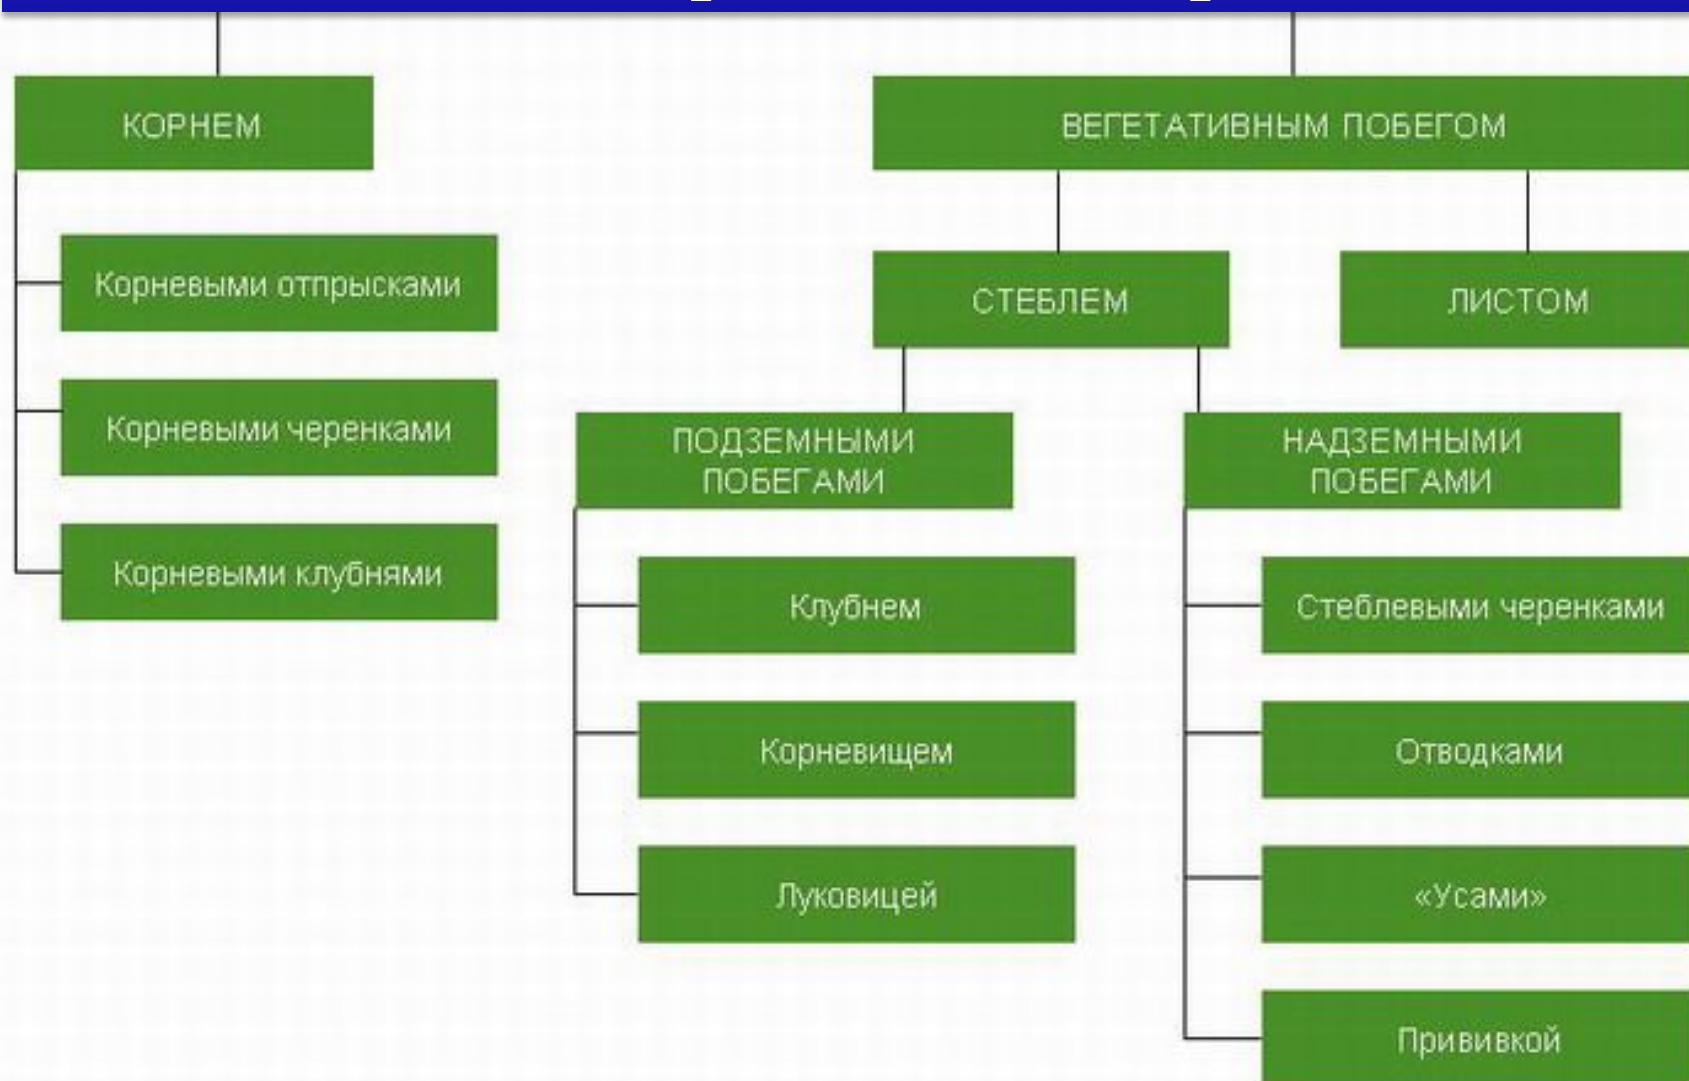 КОРНЕМ
Корневыми отпрысками
Корневыми черенками
Корневыми клубнями
ВЕГЕТАТИВНЫМ ПОБЕГОМ
СТЕБЛЕМ
ЛИСТОМ
ПОДЗЕМНЫМИ
ПОБЕГАМИ
Клубнем
Корневищем
Луковицей
НАДЗЕМНЫМИ
ПОБЕГАМИ
Стеблевыми черенками
Отводками
«Усами»
Прививкой